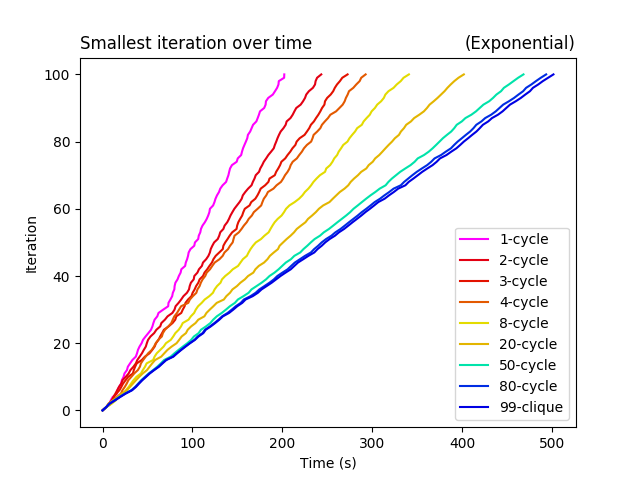 Smallest iteration over time (Exponential)
100
80
60
40
20
0
Iteration
1-cycle
2-cycle
3-cycle
4-cycle
8-cycle
20-cycle
50-cycle
80-cycle
99-clique
0 100 200 300 400 500
Time (s)